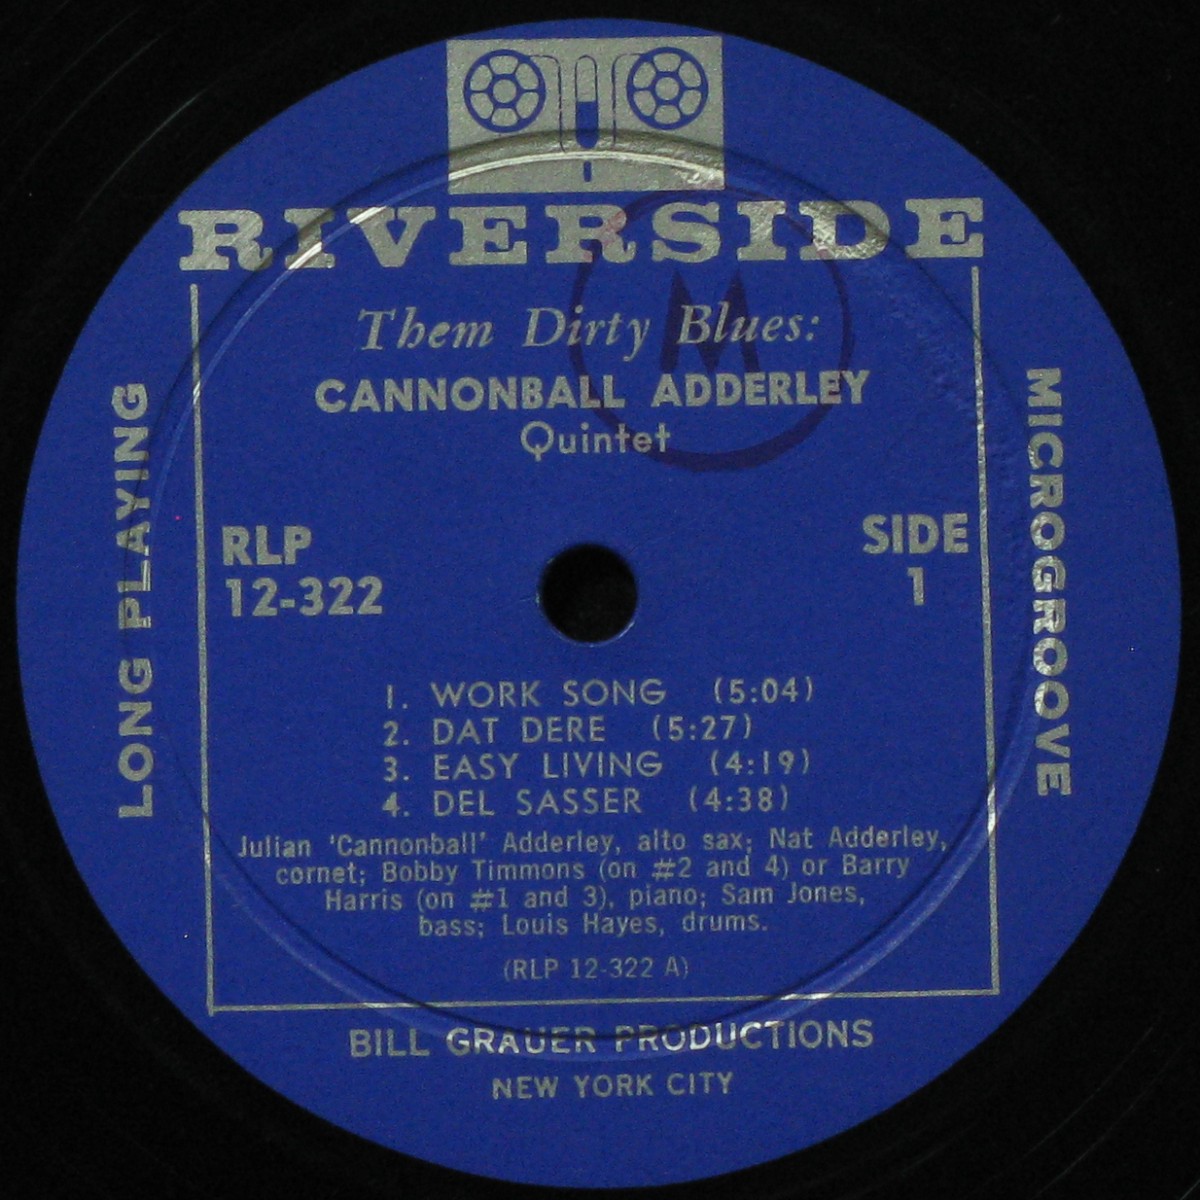 RIVERSIDE
Them Dirty Blues:
CANNONBALL ADDERLEY
Quintet
M
LONG PLAYING
MICROGROOVE
RLP
12-322
SIDE
1
1. WORK SONG (5:04)
2. DAT DERE (5:27)
3. EASY LIVING (4:19)
4. DEL SASSER (4:38)
Julian 'Cannonball' Adderley, alto sax; Nat Adderley,
cornet; Bobby Timmons (on #2 and 4) or Barry
Harris (on #1 and 3), piano; Sam Jones,
bass; Louis Hayes, drums.
(RLP 12-322 A)
BILL GRAUER PRODUCTIONS
NEW YORK CITY